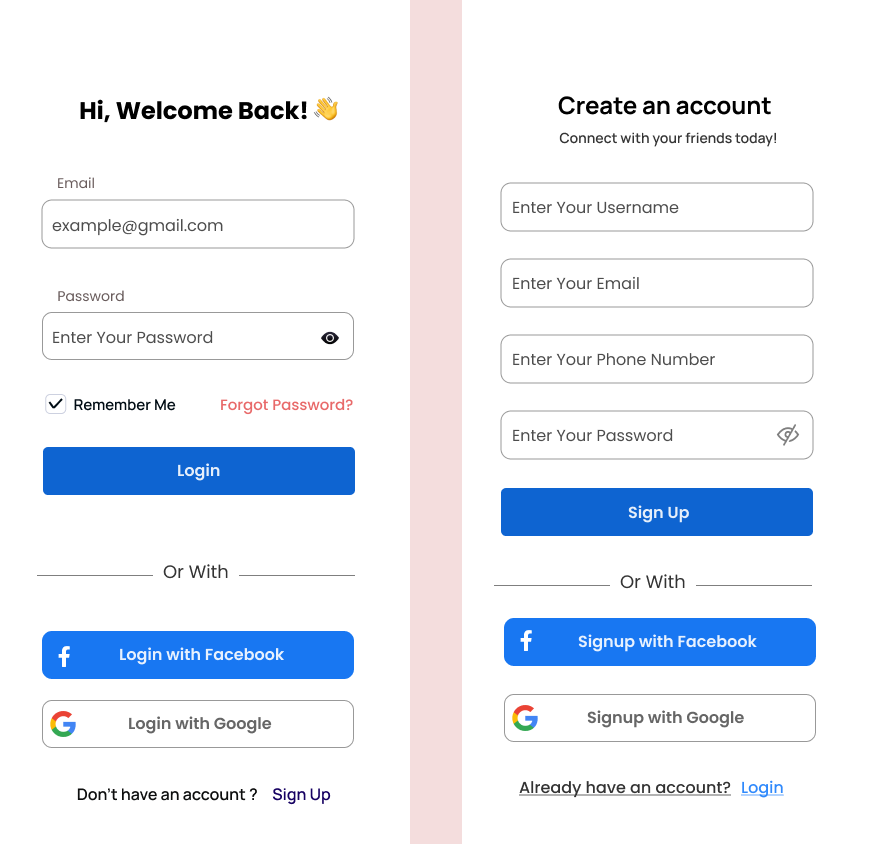 Hi, Welcome Back! 👋
Email
example@gmail.com
Password
Enter Your Password
Remember Me
Forgot Password?
Login
Or With
Login with Facebook
Login with Google
Don't have an account ? Sign Up
Create an account
Connect with your friends today!
Enter Your Username
Enter Your Email
Enter Your Phone Number
Enter Your Password
Sign Up
Or With
Signup with Facebook
Signup with Google
Already have an account? Login